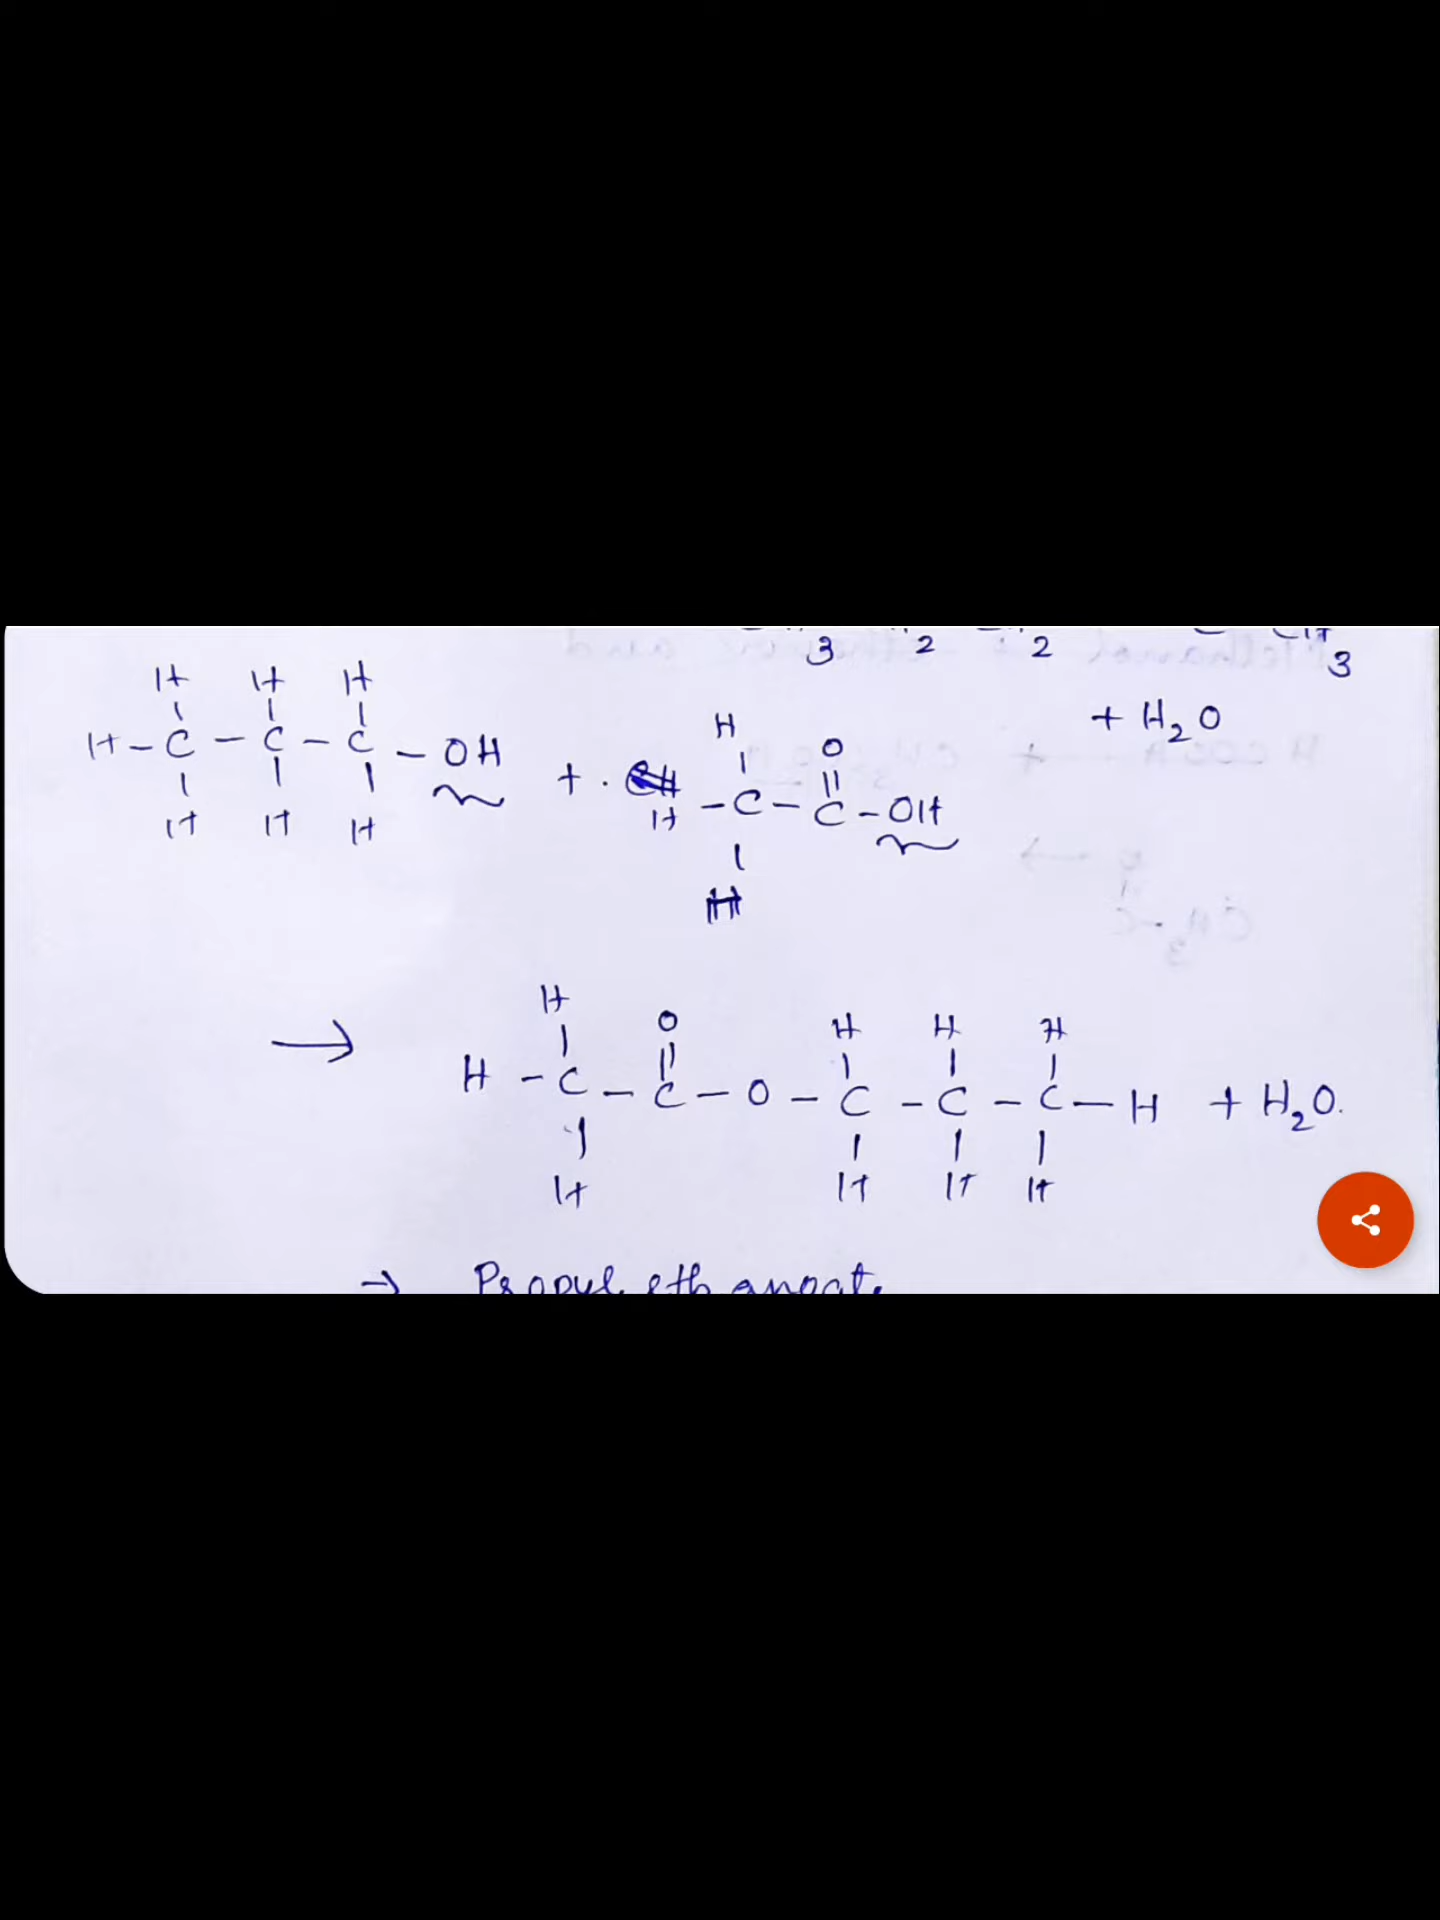 3 2 2 3
+ H₂O
H H H
H – C – C – C – OH
H H H
+ .
H O
H – C – C – OH
H
→
H O H H H
H – C – C – O – C – C – C – H + H₂O.
H H H H
→ Propyl ethanoate